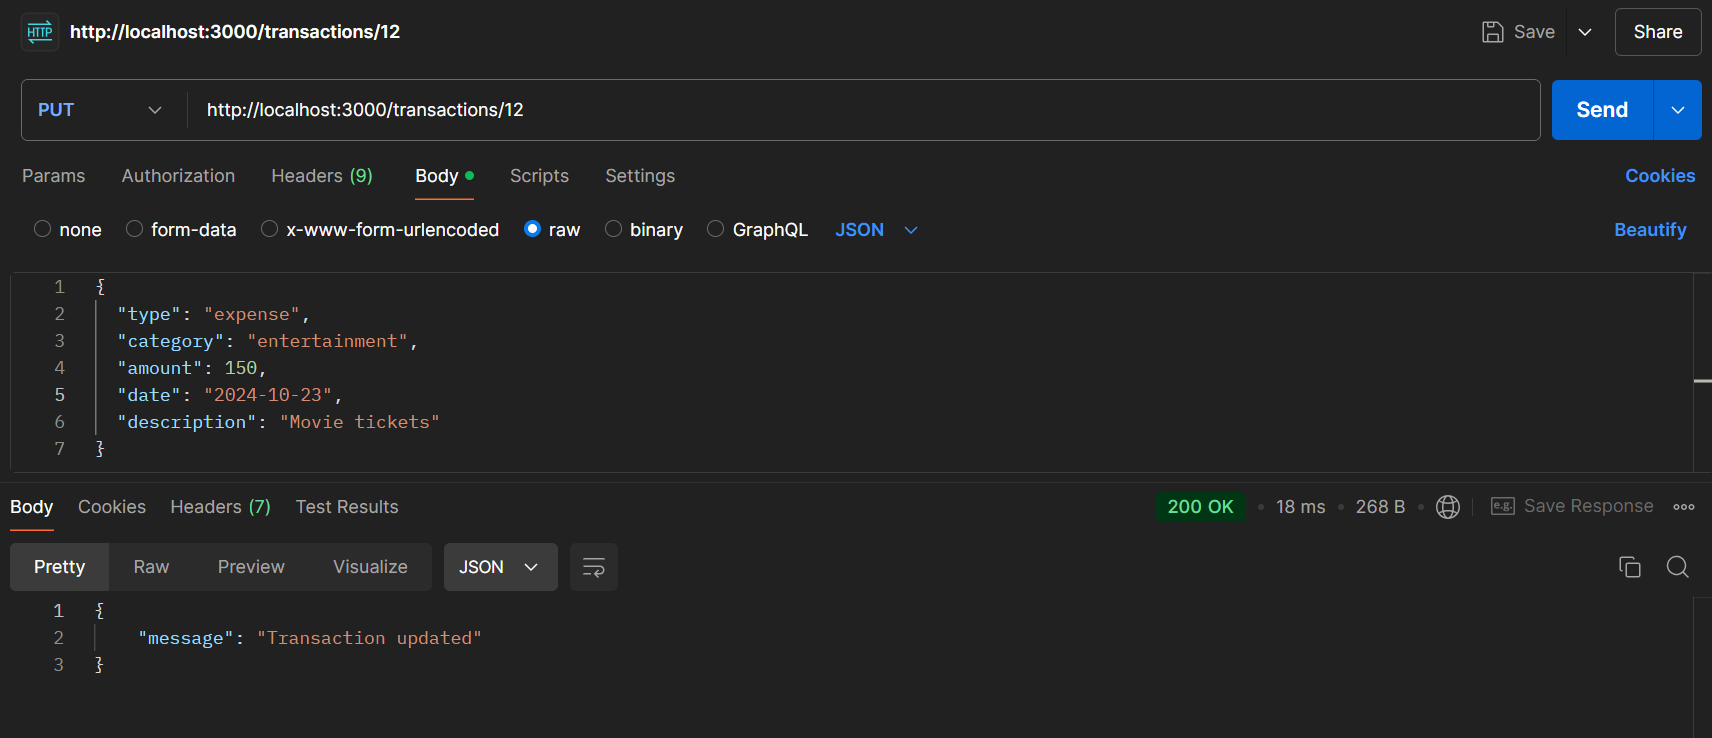 HTTP http://localhost:3000/transactions/12 Save Share
PUT http://localhost:3000/transactions/12 Send
Params Authorization Headers (9) Body Scripts Settings Cookies
none form-data x-www-form-urlencoded raw binary GraphQL JSON Beautify
1 {
2 "type": "expense",
3 "category": "entertainment",
4 "amount": 150,
5 "date": "2024-10-23",
6 "description": "Movie tickets"
7 }
Body Cookies Headers (7) Test Results 200 OK • 18 ms • 268 B • e.g. Save Response
Pretty Raw Preview Visualize JSON
1 {
2 "message": "Transaction updated"
3 }